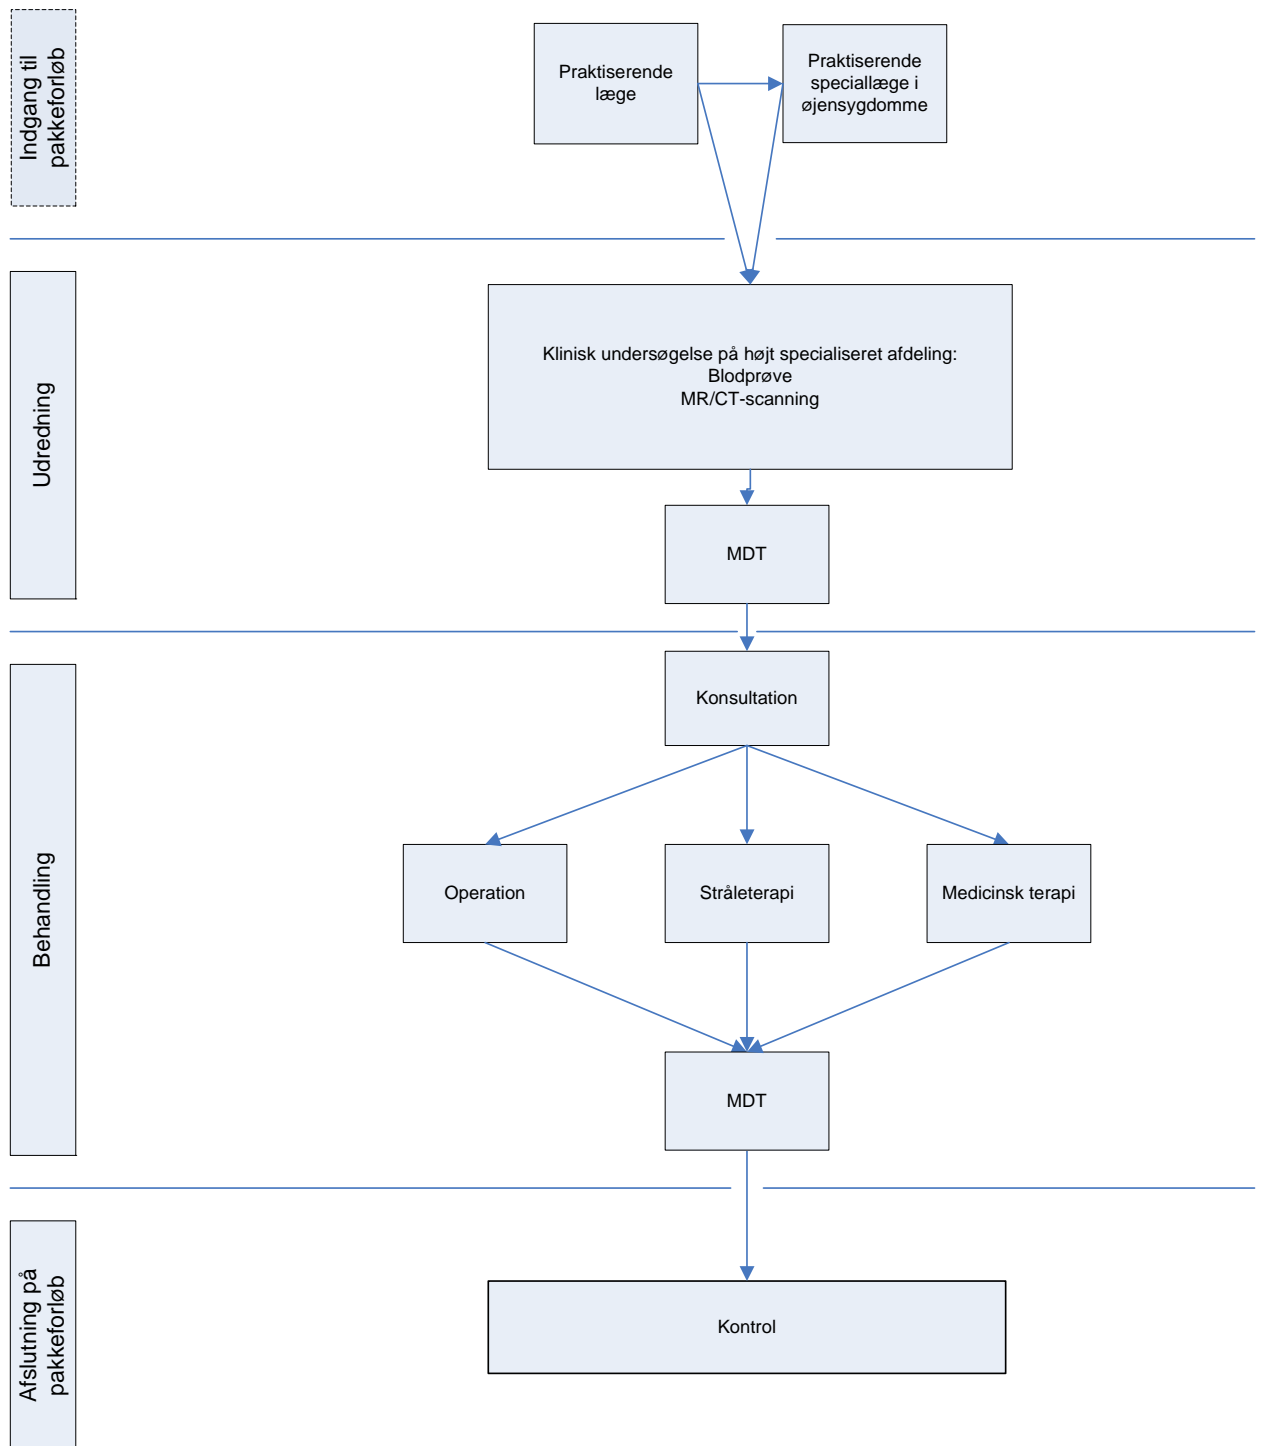 Indgang til
pakkeforløb
Praktiserende
læge
Praktiserende
speciallæge i
øjensygdomme
Udredning
Klinisk undersøgelse på højt specialiseret afdeling:
Blodprøve
MR/CT-scanning
MDT
Behandling
Konsultation
Operation
Stråleterapi
Medicinsk terapi
MDT
Afslutning på
pakkeforløb
Kontrol